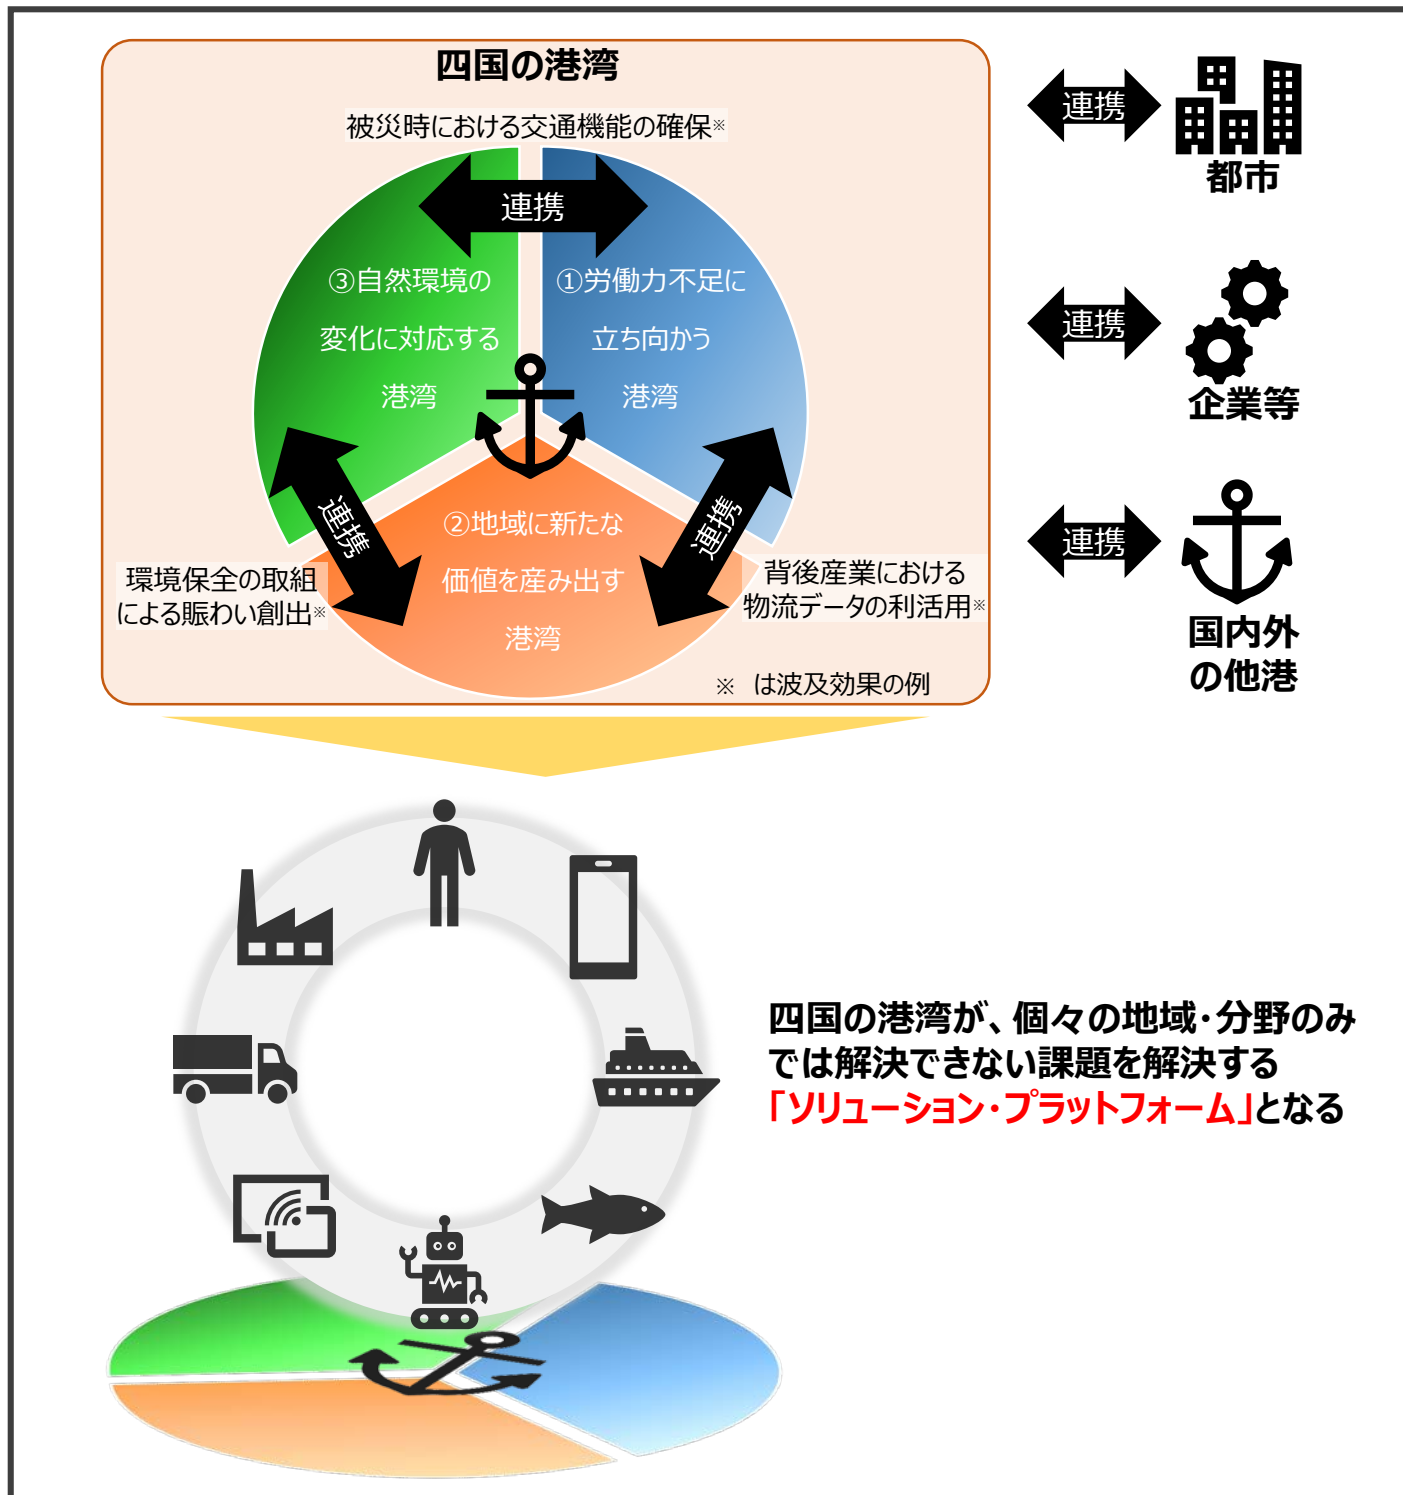 四国の港湾
被災時における交通機能の確保※
連携
③自然環境の
変化に対応する
港湾
①労働力不足に
立ち向かう
港湾
連携
連携
②地域に新たな
価値を産み出す
港湾
環境保全の取組
による賑わい創出※
背後産業における
物流データの利活用※
※ は波及効果の例
連携
都市
連携
企業等
連携
国内外
の他港
四国の港湾が、個々の地域・分野のみ
では解決できない課題を解決する
「ソリューション・プラットフォーム」となる